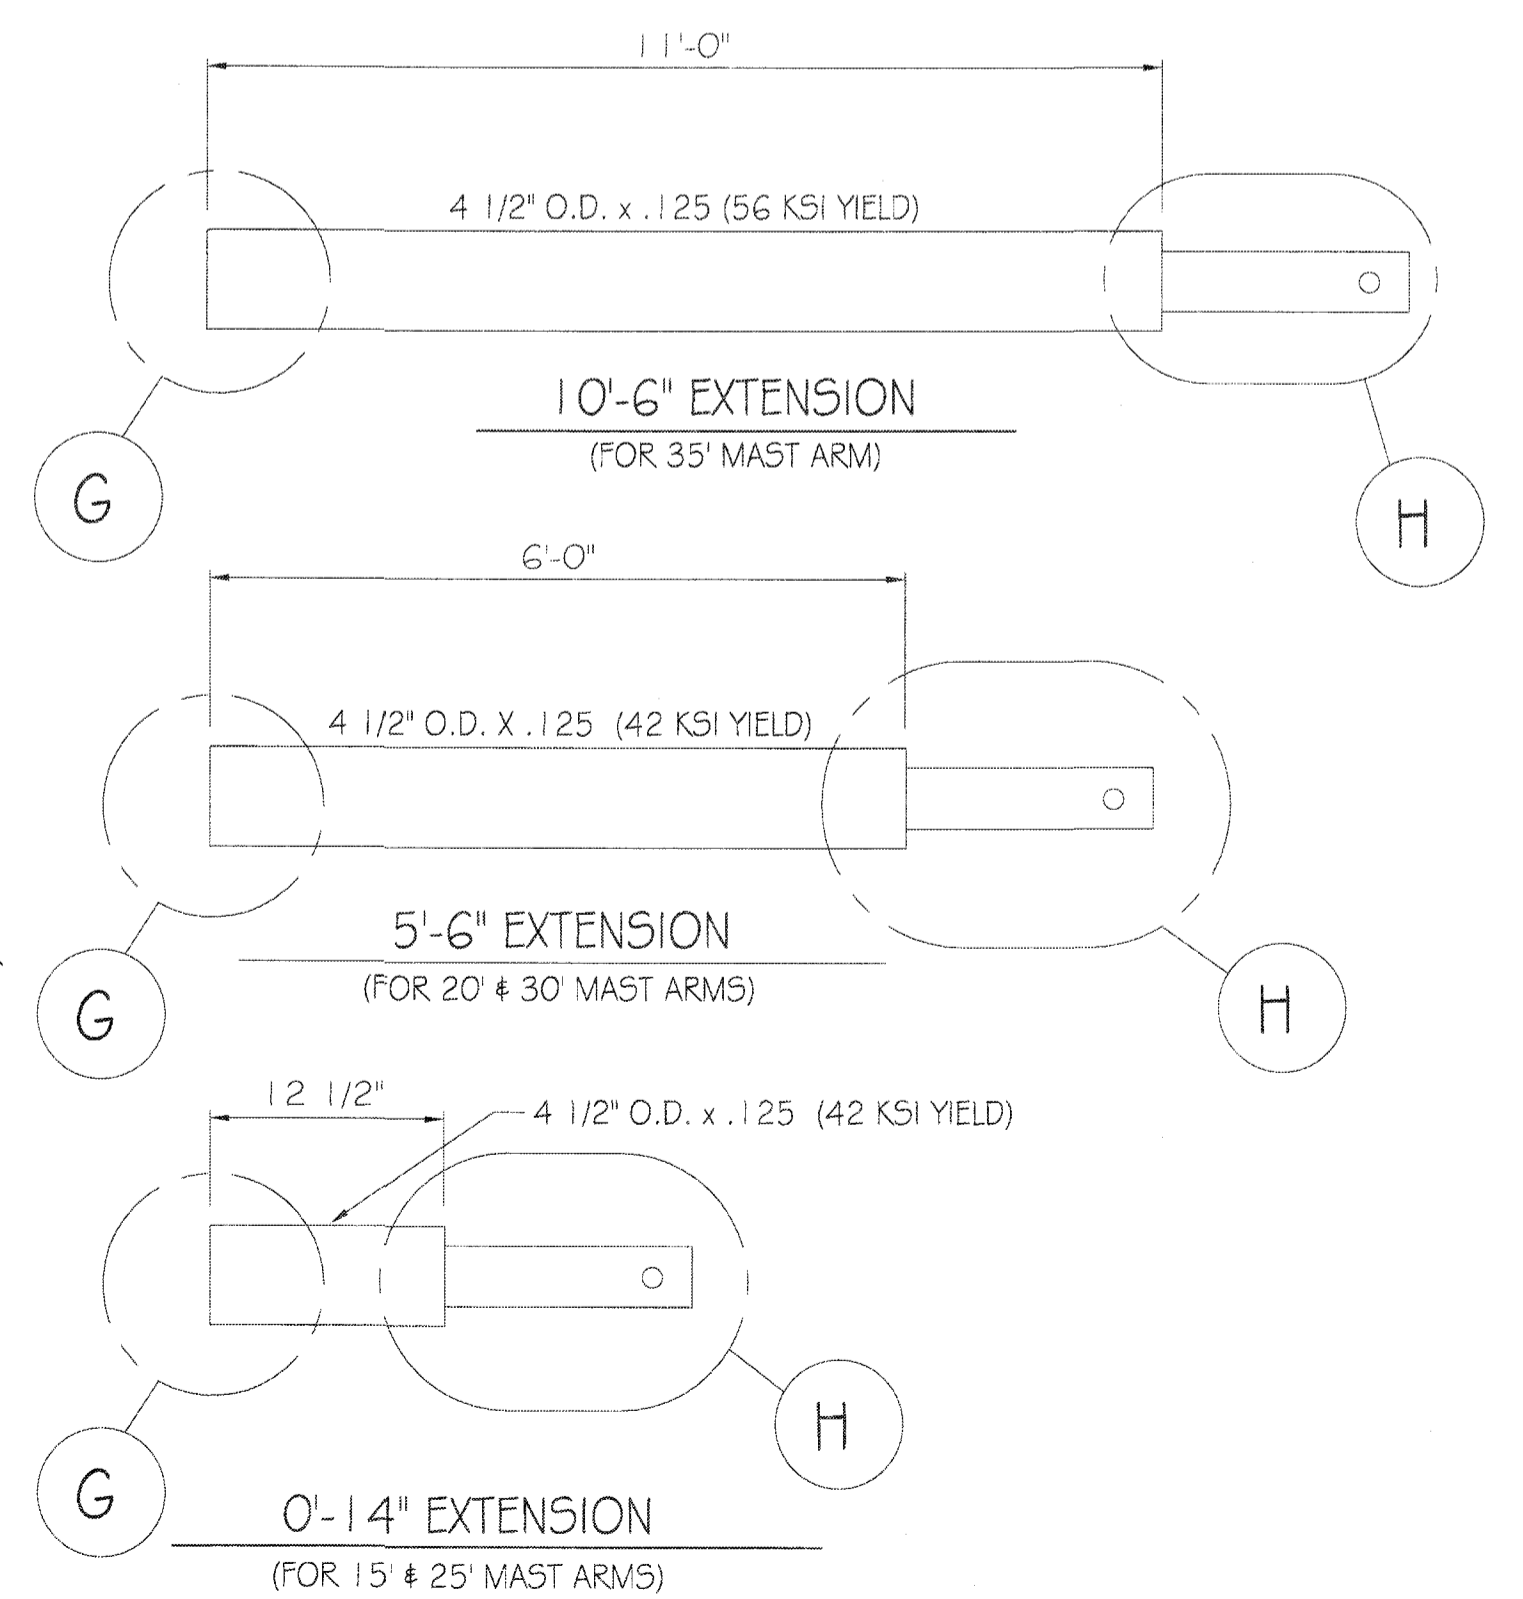 11'-0"
4 1/2" O.D. x .125 (56 KSI YIELD)
10'-6" EXTENSION
(FOR 35' MAST ARM)
G
H
6'-0"
4 1/2" O.D. X .125 (42 KSI YIELD)
5'-6" EXTENSION
(FOR 20' & 30' MAST ARMS)
G
H
12 1/2"
4 1/2" O.D. x .125 (42 KSI YIELD)
H
G
0'-14" EXTENSION
(FOR 15' & 25' MAST ARMS)